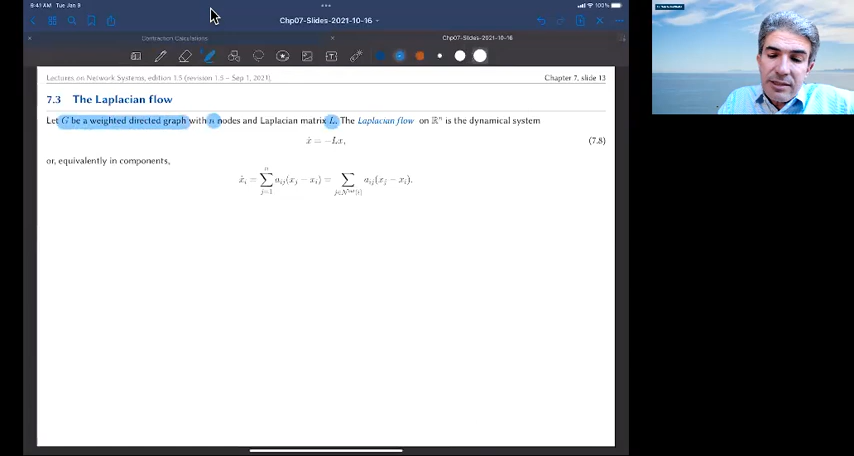 9:41 AM Tue Jan 9
100%
Chp07-Slides-2021-10-16
Contraction Calculations
Chp07-Slides-2021-10-16
Lectures on Network Systems, edition 1.5 (revision 1.5 – Sep 1, 2021)
Chapter 7, slide 13
7.3 The Laplacian flow
Let G be a weighted directed graph with n nodes and Laplacian matrix L. The Laplacian flow on ℝⁿ is the dynamical system
ẋ = −Lx, (7.8)
or, equivalently in components,
ẋᵢ = ∑ⁿⱼ₌₁ aᵢⱼ(xⱼ − xᵢ) = ∑_{j∈N^{out}(i)} aᵢⱼ(xⱼ − xᵢ).